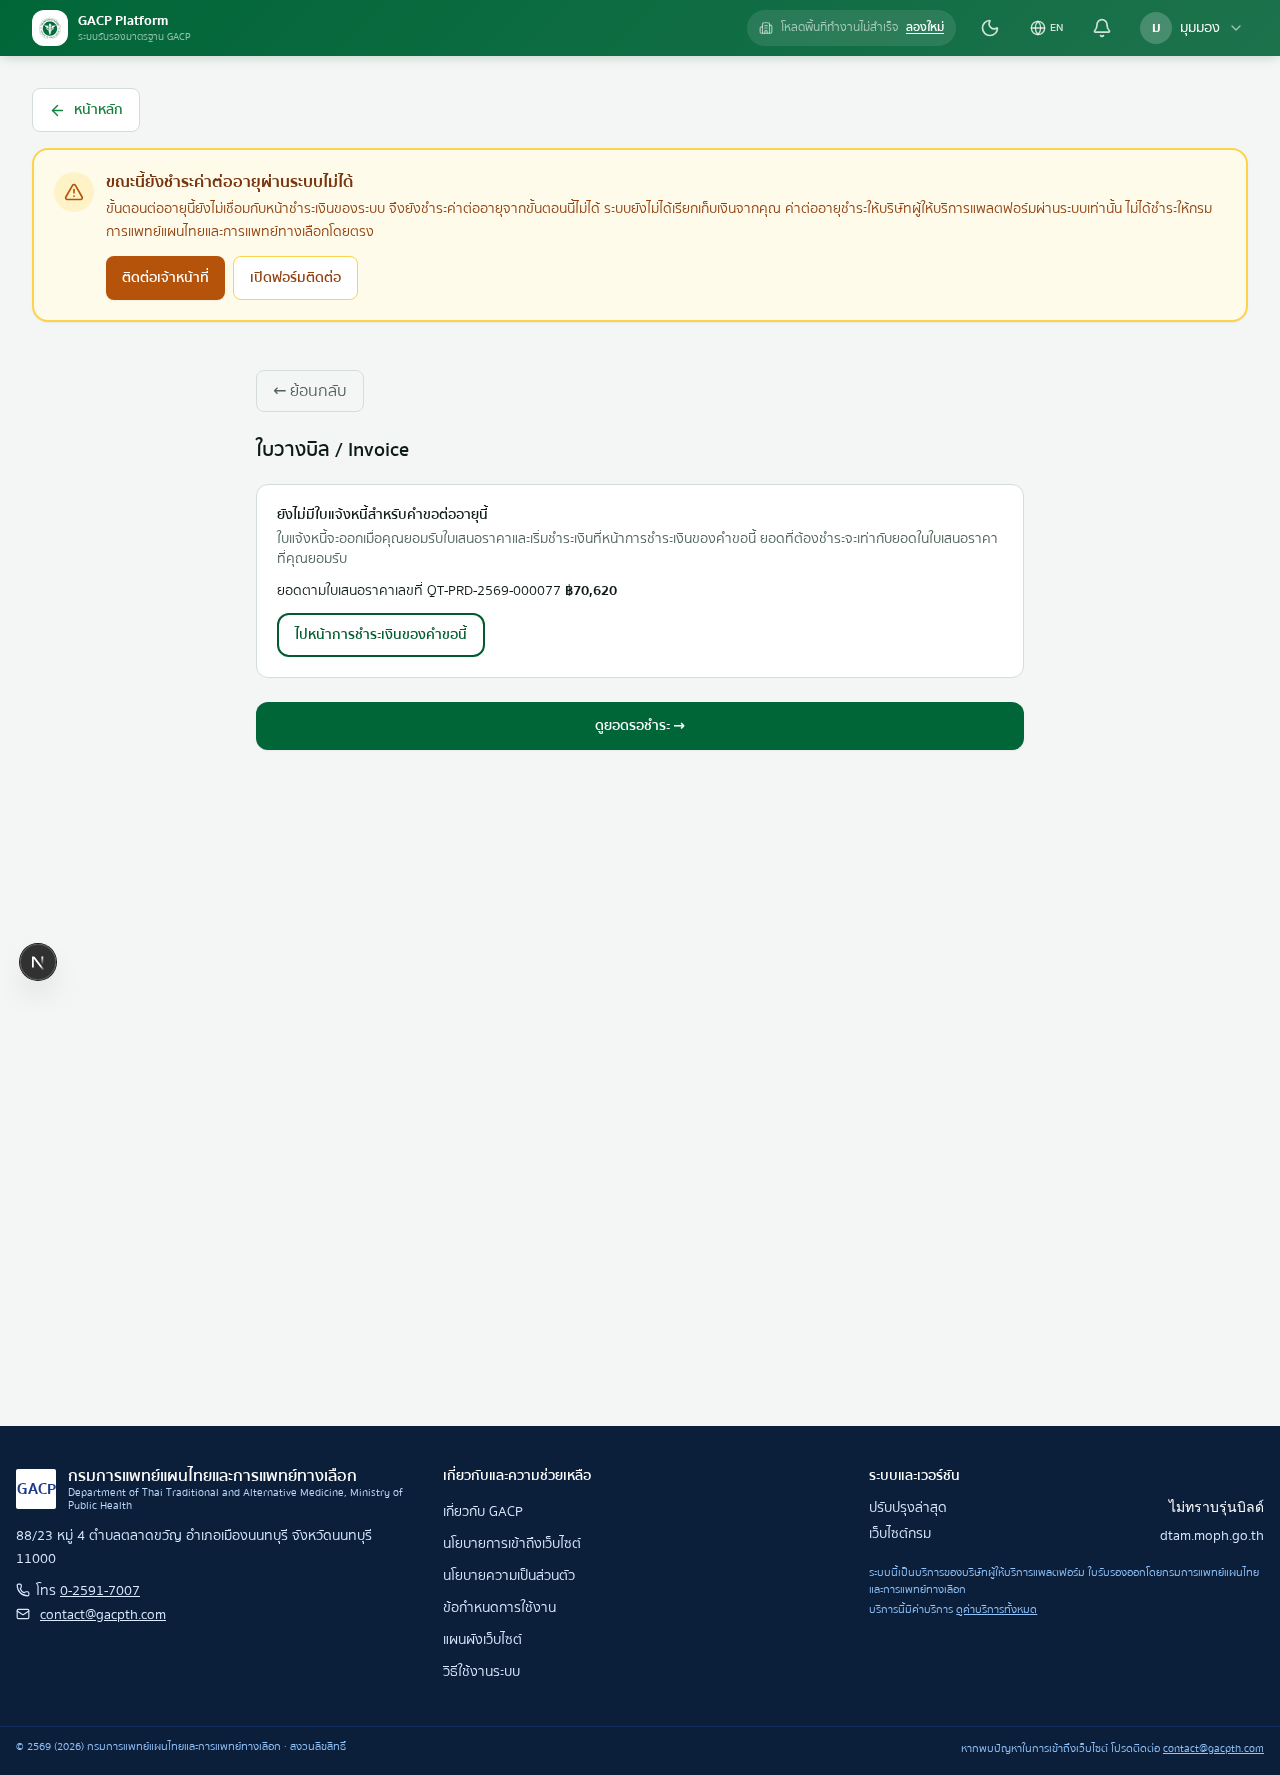 GACP Platform
ระบบรับรองมาตรฐาน GACP
โหลดพื้นที่ทำงานไม่สำเร็จ ลองใหม่
EN
ม
มุมมอง
หน้าหลัก
ขณะนี้ยังชำระค่าต่ออายุผ่านระบบไม่ได้
ขั้นตอนต่ออายุนี้ยังไม่เชื่อมกับหน้าชำระเงินของระบบ จึงยังชำระค่าต่ออายุจากขั้นตอนนี้ไม่ได้ ระบบยังไม่ได้เรียกเก็บเงินจากคุณ ค่าต่ออายุชำระให้บริษัทผู้ให้บริการแพลตฟอร์มผ่านระบบเท่านั้น ไม่ได้ชำระให้กรม
การแพทย์แผนไทยและการแพทย์ทางเลือกโดยตรง
ติดต่อเจ้าหน้าที่
เปิดฟอร์มติดต่อ
← ย้อนกลับ
ใบวางบิล / Invoice
ยังไม่มีใบแจ้งหนี้สำหรับคำขอต่ออายุนี้
ใบแจ้งหนี้จะออกเมื่อคุณยอมรับใบเสนอราคาและเริ่มชำระเงินที่หน้าการชำระเงินของคำขอนี้ ยอดที่ต้องชำระจะเท่ากับยอดในใบเสนอราคา
ที่คุณยอมรับ
ยอดตามใบเสนอราคาเลขที่ QT-PRD-2569-000077 ฿70,620
ไปหน้าการชำระเงินของคำขอนี้
ดูยอดรอชำระ →
N
GACP
กรมการแพทย์แผนไทยและการแพทย์ทางเลือก
Department of Thai Traditional and Alternative Medicine, Ministry of
Public Health
88/23 หมู่ 4 ตำบลตลาดขวัญ อำเภอเมืองนนทบุรี จังหวัดนนทบุรี
11000
โทร 0-2591-7007
contact@gacpth.com
เกี่ยวกับและความช่วยเหลือ
เกี่ยวกับ GACP
นโยบายการเข้าถึงเว็บไซต์
นโยบายความเป็นส่วนตัว
ข้อกำหนดการใช้งาน
แผนผังเว็บไซต์
วิธีใช้งานระบบ
ระบบและเวอร์ชัน
ปรับปรุงล่าสุด
ไม่ทราบรุ่นบิลด์
เว็บไซต์กรม
dtam.moph.go.th
ระบบนี้เป็นบริการของบริษัทผู้ให้บริการแพลตฟอร์ม ใบรับรองออกโดยกรมการแพทย์แผนไทย
และการแพทย์ทางเลือก
บริการนี้มีค่าบริการ ดูค่าบริการทั้งหมด
© 2569 (2026) กรมการแพทย์แผนไทยและการแพทย์ทางเลือก · สงวนลิขสิทธิ์
หากพบปัญหาในการเข้าถึงเว็บไซต์ โปรดติดต่อ contact@gacpth.com